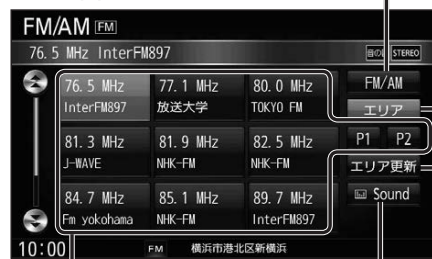 FM/AM FM
76.5 MHz InterFM897 STEREO
76.5 MHz 77.1 MHz 80.0 MHz FM/AM
InterFM897 放送大学 TOKYO FM エリア
81.3 MHz 81.9 MHz 82.5 MHz P1 P2
J-WAVE NHK-FM NHK-FM エリア更新
84.7 MHz 85.1 MHz 89.7 MHz Sound
Fm yokohama NHK-FM InterFM897
10:00 FM 横浜市港北区新横浜